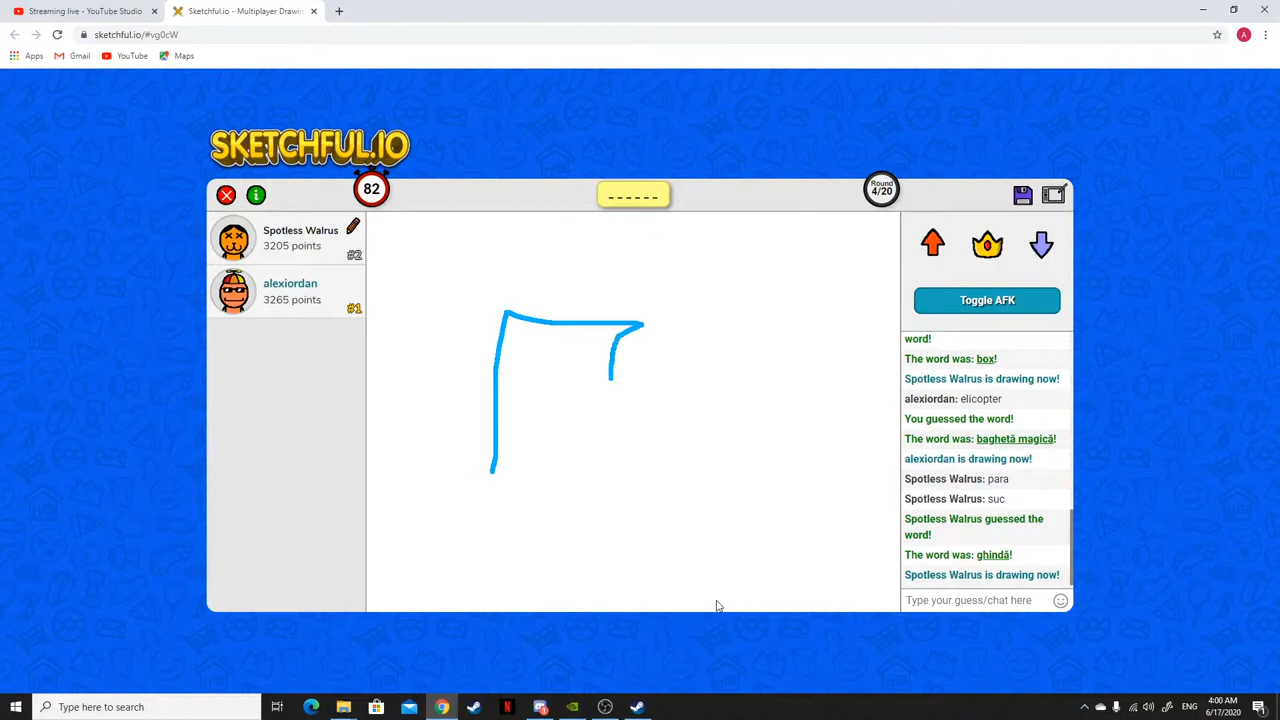 Streaming live - YouTube Studio
Sketchful.io - Multiplayer Drawin
sketchful.io/#vg0cW
Apps
Gmail
YouTube
Maps
SKETCHFUL.IO
82
_ _ _ _ _ _
Round
4/20
Spotless Walrus
3205 points
#2
alexiordan
3265 points
#1
Toggle AFK
word!
The word was: box!
Spotless Walrus is drawing now!
alexiordan: elicopter
You guessed the word!
The word was: baghetă magică!
alexiordan is drawing now!
Spotless Walrus: para
Spotless Walrus: suc
Spotless Walrus guessed the
word!
The word was: ghindă!
Spotless Walrus is drawing now!
Type your guess/chat here
A
Type here to search
4:00 AM
6/17/2020